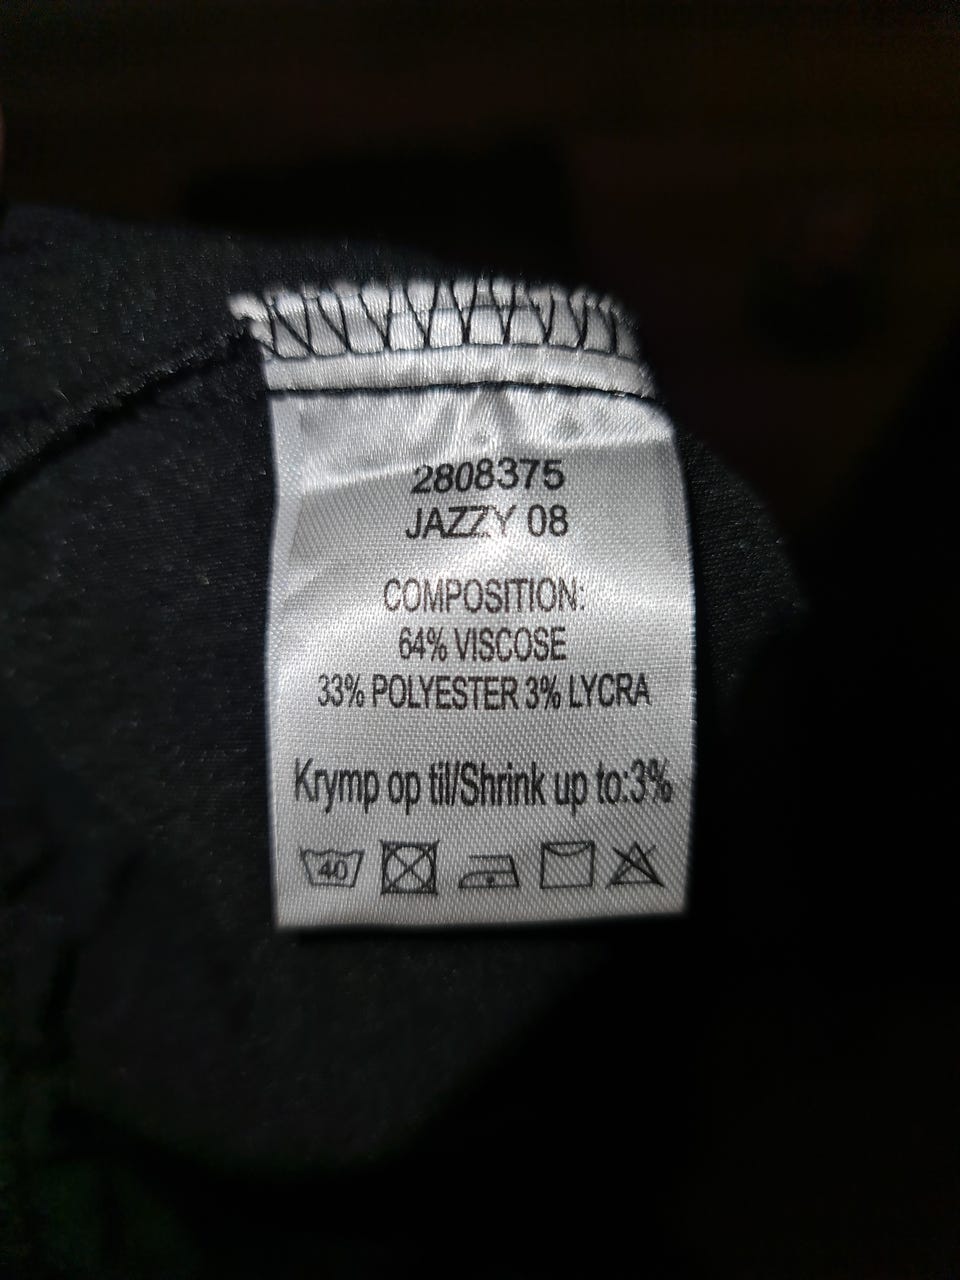 2808375
JAZZY 08
COMPOSITION:
64% VISCOSE
33% POLYESTER 3% LYCRA
Krymp op til/Shrink up to:3%
40